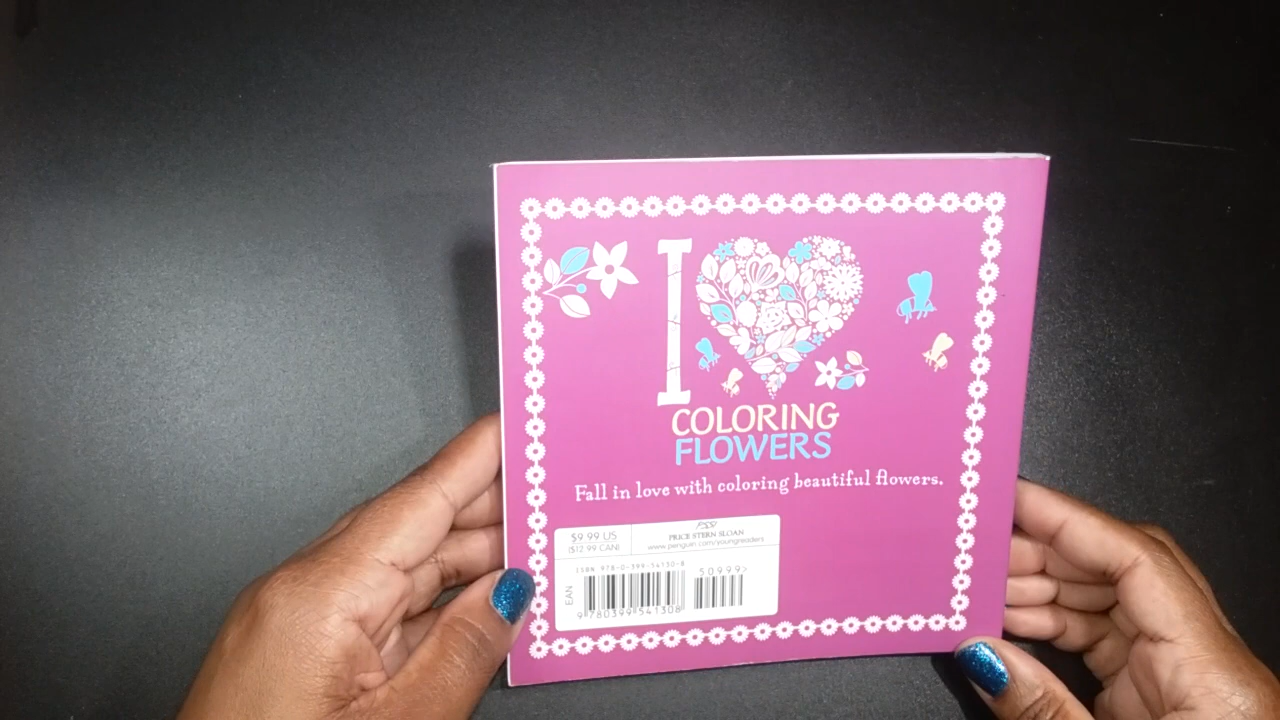 I
COLORING
FLOWERS
Fall in love with coloring beautiful flowers.
$9.99 US
($12.99 CAN)
PSS!
PRICE STERN SLOAN
www.penguin.com/youngreaders
ISBN 978-0-399-54130-8
50999>
EAN
9 780399 541308